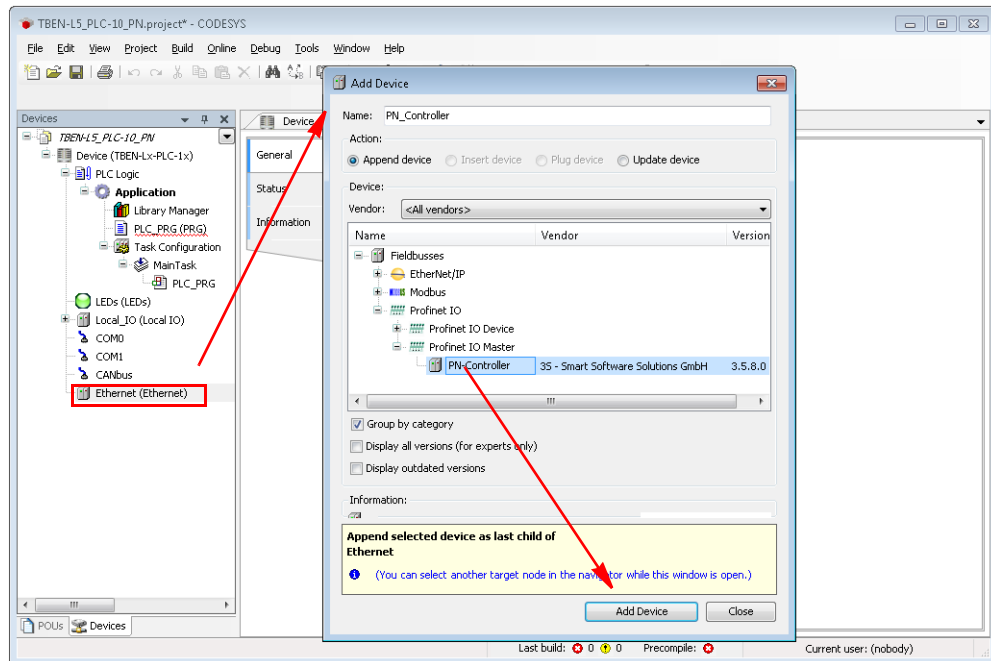 TBEN-L5_PLC-10_PN.project* - CODESYS
File Edit View Project Build Online Debug Tools Window Help
Devices
TBEN-L5_PLC-10_PN
Device (TBEN-Lx-PLC-1x)
PLC Logic
Application
Library Manager
PLC_PRG (PRG)
Task Configuration
MainTask
PLC_PRG
LEDs (LEDs)
Local_IO (Local IO)
COM0
COM1
CANbus
Ethernet (Ethernet)
POUs Devices
Device
General
Status
Information
Add Device
Name: PN_Controller
Action:
Append device Insert device Plug device Update device
Device:
Vendor: <All vendors>
Name Vendor Version
Fieldbusses
EtherNet/IP
Modbus
Profinet IO
Profinet IO Device
Profinet IO Master
PN-Controller 3S - Smart Software Solutions GmbH 3.5.8.0
Group by category
Display all versions (for experts only)
Display outdated versions
Information:
Append selected device as last child of
Ethernet
(You can select another target node in the navigator while this window is open.)
Add Device Close
Last build: 0 0 Precompile: Current user: (nobody)